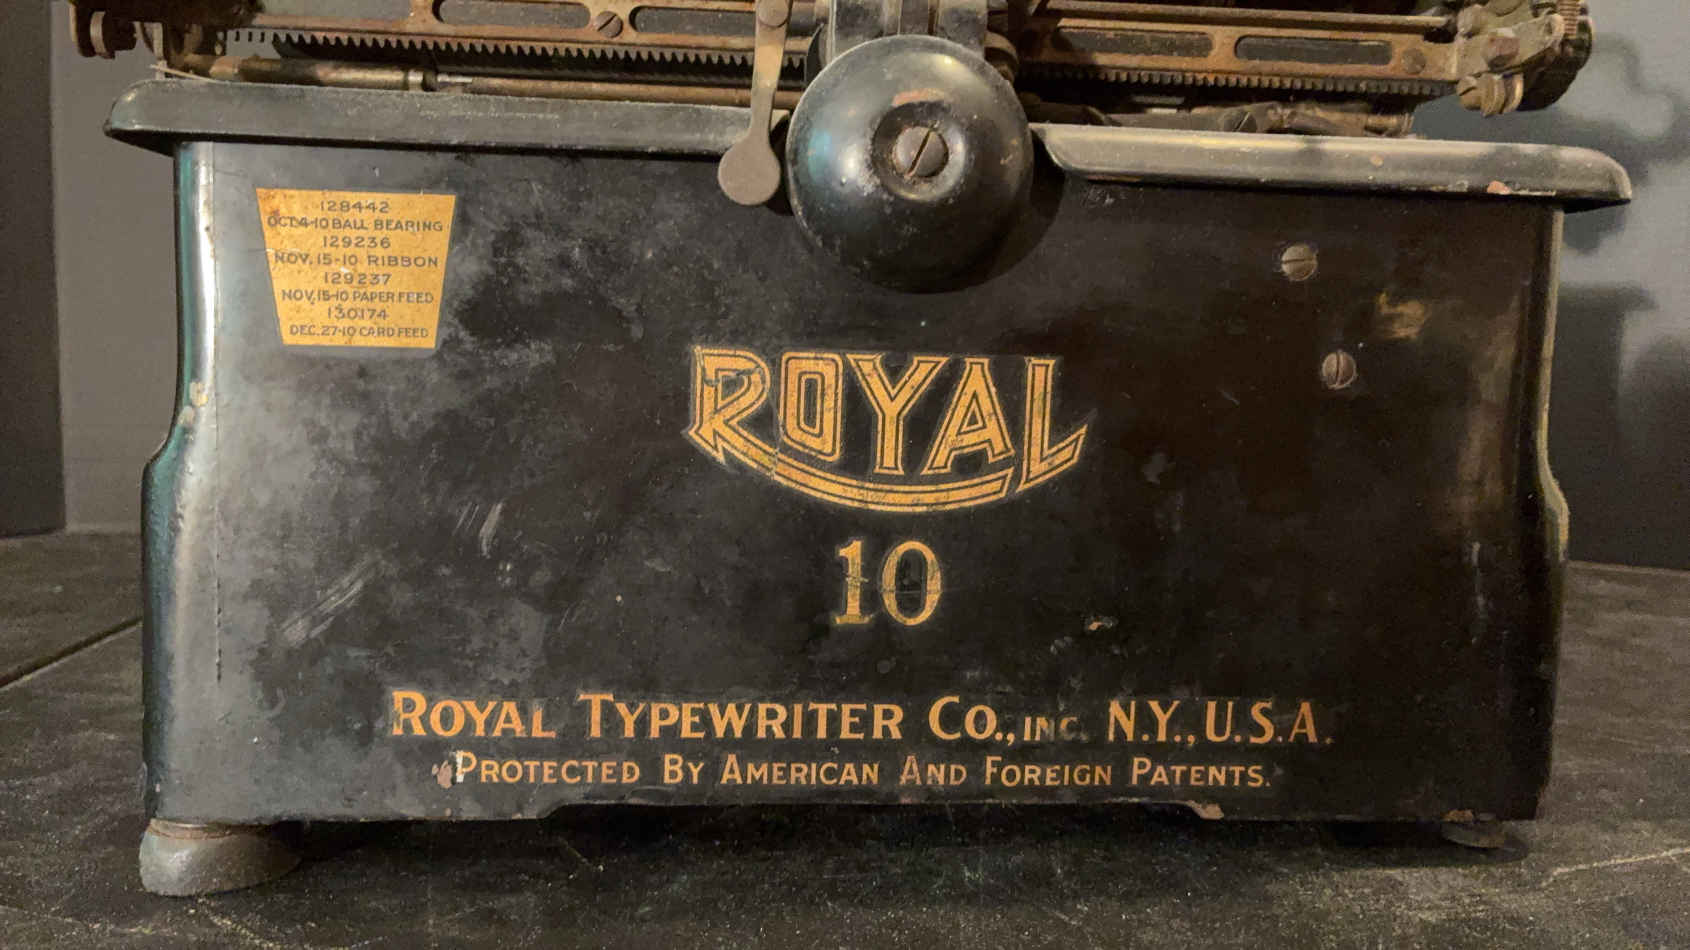 128442
OCT.4-10 BALL BEARING
129236
NOV. 15-10 RIBBON
129237
NOV. 15-10 PAPER FEED
130174
DEC. 27-10 CARD FEED
ROYAL
10
ROYAL TYPEWRITER CO., INC. N.Y., U.S.A.
PROTECTED BY AMERICAN AND FOREIGN PATENTS.